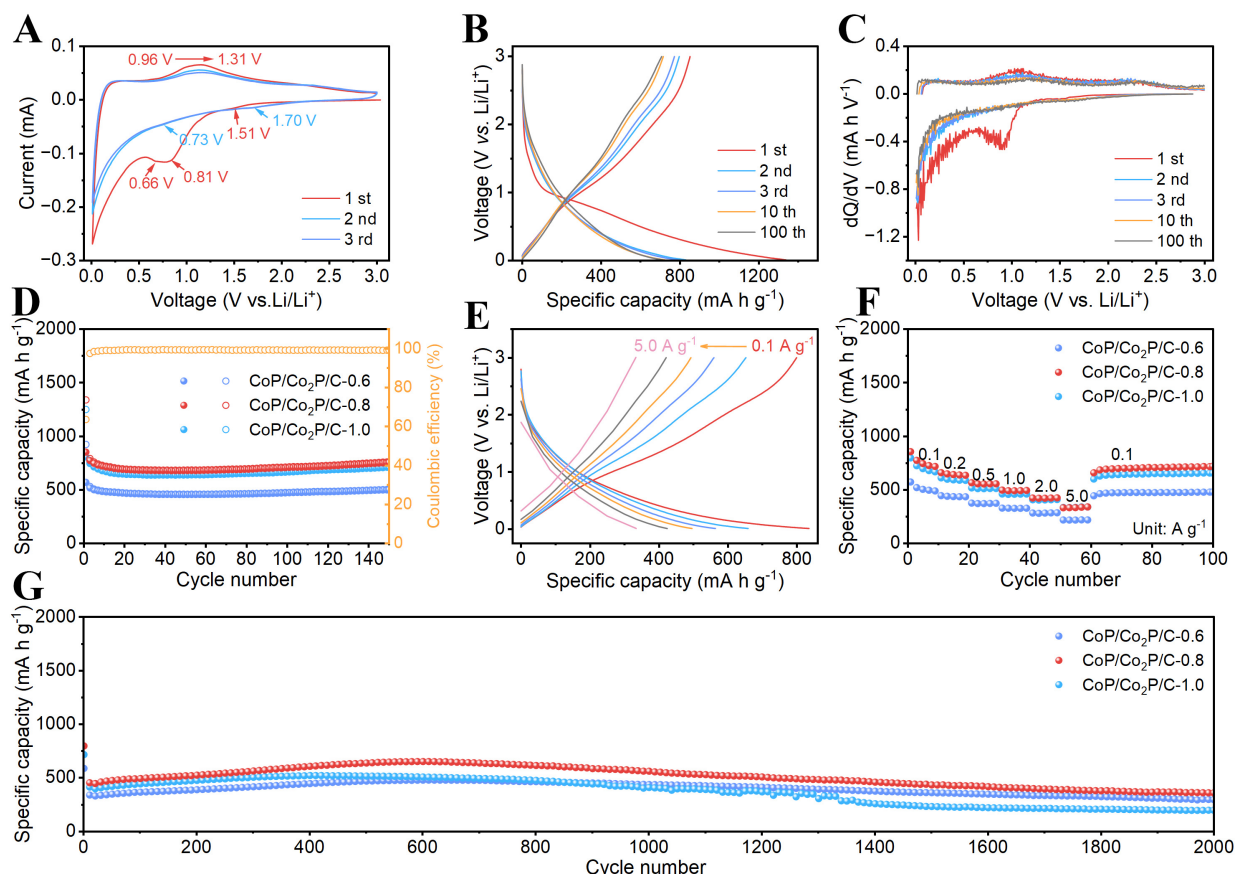 A
0.1
0.0
−0.1
−0.2
−0.3
Current (mA)
0.96 V
1.31 V
1.51 V
1.70 V
0.73 V
0.66 V
0.81 V
1 st
2 nd
3 rd
0.0 0.5 1.0 1.5 2.0 2.5 3.0
Voltage (V vs.Li/Li⁺)
B
3
2
1
0
Voltage (V vs. Li/Li⁺)
1 st
2 nd
3 rd
10 th
100 th
0 400 800 1200
Specific capacity (mA h g⁻¹)
C
0.4
0.0
−0.4
−0.8
−1.2
dQ/dV (mA h V⁻¹)
1 st
2 nd
3 rd
10 th
100 th
0.0 0.5 1.0 1.5 2.0 2.5 3.0
Voltage (V vs. Li/Li⁺)
D
2000
1500
1000
500
0
Specific capacity (mA h g⁻¹)
CoP/Co₂P/C-0.6
CoP/Co₂P/C-0.8
CoP/Co₂P/C-1.0
100
80
60
40
20
0
Coulombic efficiency (%)
0 20 40 60 80 100 120 140
Cycle number
E
4
3
2
1
0
Voltage (V vs. Li/Li⁺)
5.0 A g⁻¹
0.1 A g⁻¹
0 200 400 600 800
Specific capacity (mA h g⁻¹)
F
2000
1500
1000
500
0
Specific capacity (mA h g⁻¹)
CoP/Co₂P/C-0.6
CoP/Co₂P/C-0.8
CoP/Co₂P/C-1.0
0.1
0.2
0.5
1.0
2.0
5.0
0.1
Unit: A g⁻¹
0 20 40 60 80 100
Cycle number
G
2000
1500
1000
500
0
Specific capacity (mA h g⁻¹)
CoP/Co₂P/C-0.6
CoP/Co₂P/C-0.8
CoP/Co₂P/C-1.0
0 200 400 600 800 1000 1200 1400 1600 1800 2000
Cycle number